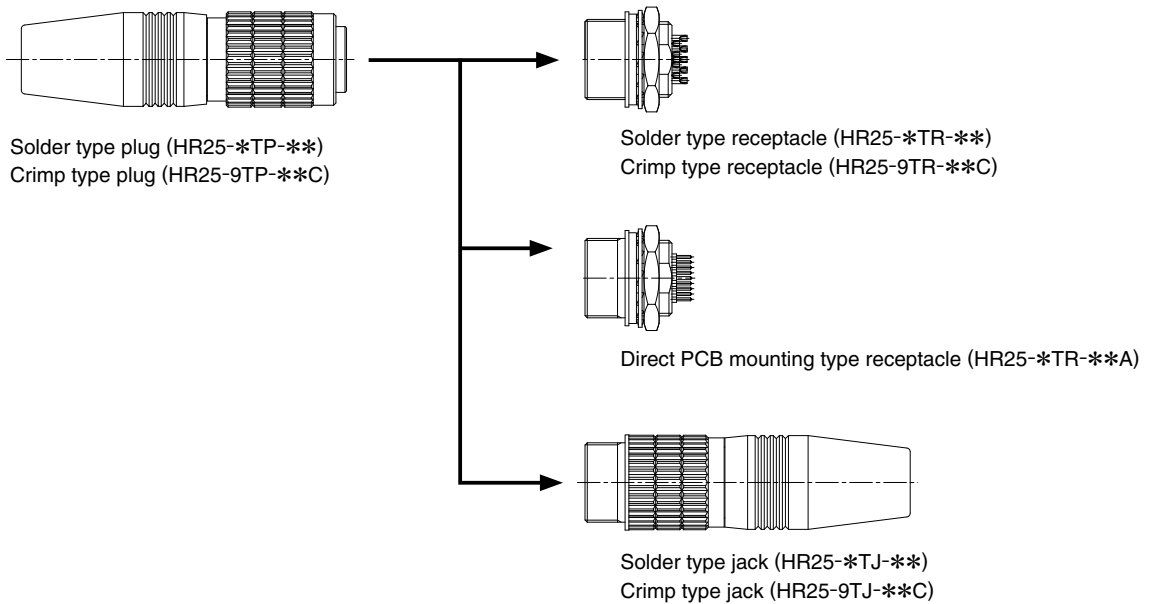 Solder type plug (HR25-*TP-**)
Crimp type plug (HR25-9TP-**C)
Solder type receptacle (HR25-*TR-**)
Crimp type receptacle (HR25-9TR-**C)
Direct PCB mounting type receptacle (HR25-*TR-**A)
Solder type jack (HR25-*TJ-**)
Crimp type jack (HR25-9TJ-**C)